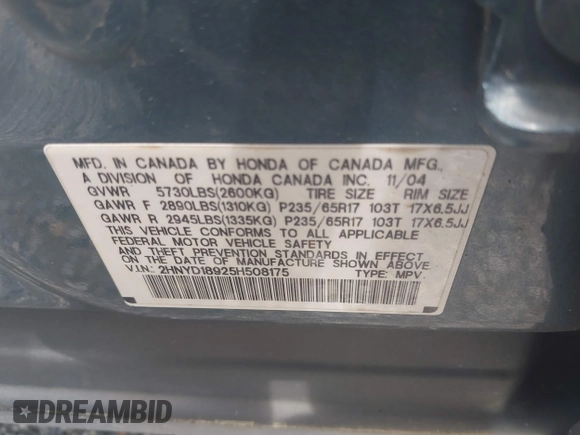 MFD. IN CANADA BY HONDA OF CANADA MFG.,
A DIVISION OF HONDA CANADA INC. 11/04
GVWR 5730LBS(2600KG) TIRE SIZE RIM SIZE
GAWR F 2890LBS(1310KG) P235/65R17 103T 17X6.5JJ
GAWR R 2945LBS(1335KG) P235/65R17 103T 17X6.5JJ
THIS VEHICLE CONFORMS TO ALL APPLICABLE
FEDERAL MOTOR VEHICLE SAFETY
AND THEFT PREVENTION STANDARDS IN EFFECT
ON THE DATE OF MANUFACTURE SHOWN ABOVE.
V.I.N.: 2HNYD18925H508175 TYPE: MPV
DREAMBID